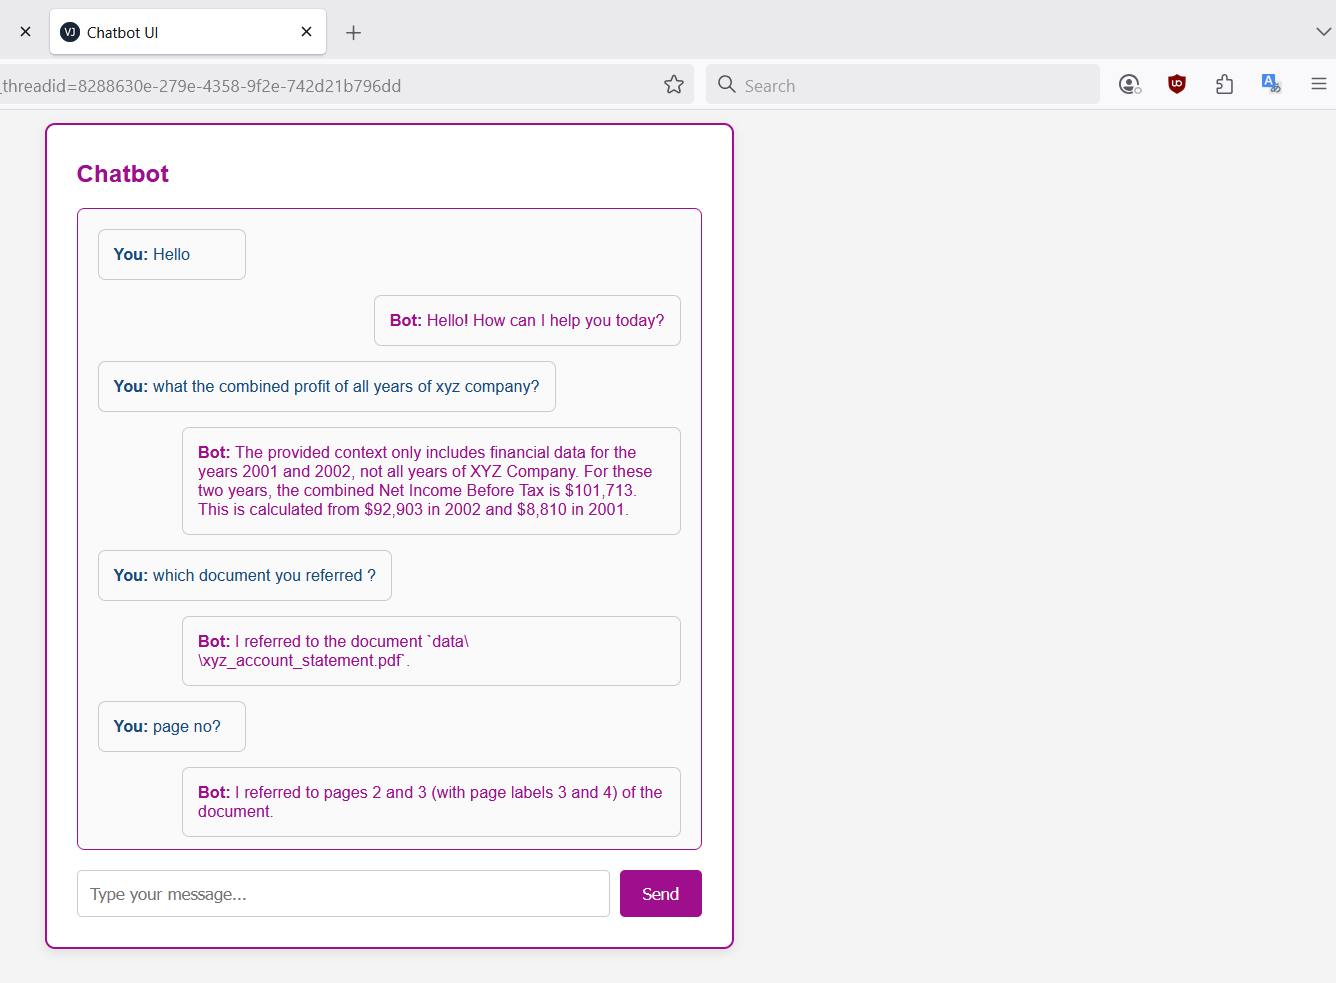 VJ Chatbot UI
_threadid=8288630e-279e-4358-9f2e-742d21b796dd
Search
Chatbot
You: Hello
Bot: Hello! How can I help you today?
You: what the combined profit of all years of xyz company?
Bot: The provided context only includes financial data for the
years 2001 and 2002, not all years of XYZ Company. For these
two years, the combined Net Income Before Tax is $101,713.
This is calculated from $92,903 in 2002 and $8,810 in 2001.
You: which document you referred ?
Bot: I referred to the document `data\
\xyz_account_statement.pdf`.
You: page no?
Bot: I referred to pages 2 and 3 (with page labels 3 and 4) of the
document.
Type your message...
Send